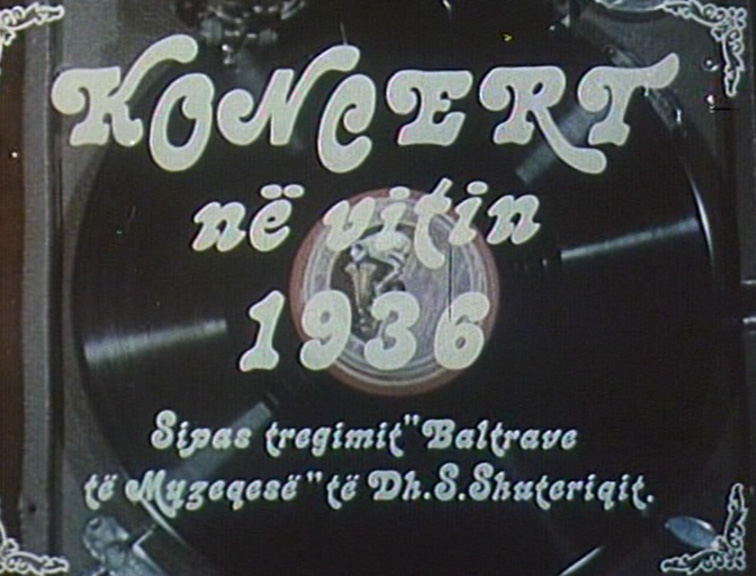 KONCERT
në vitin
1936
Sipas tregimit "Baltrave
të Myzeqesë" të Dh.S.Shuteriqit.